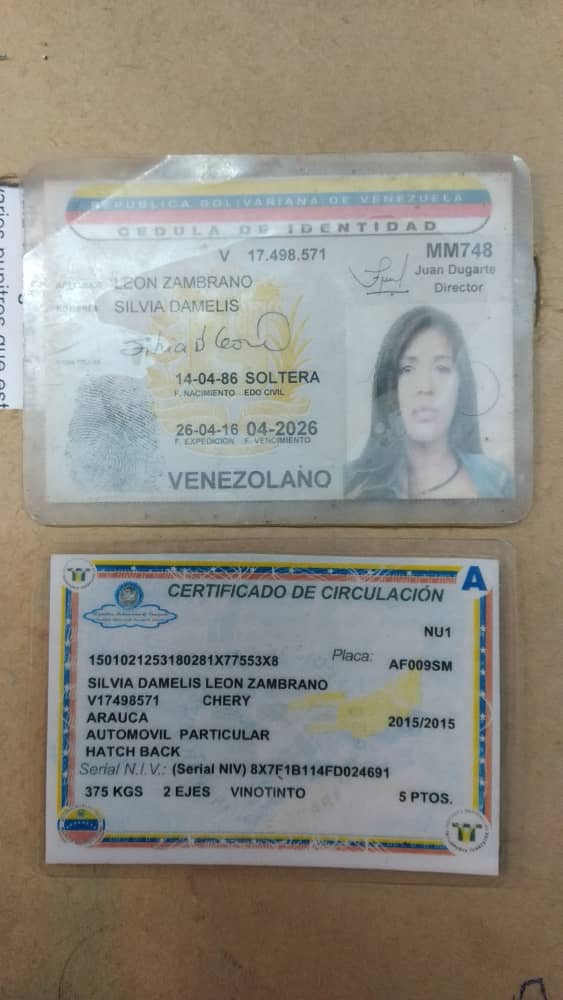 REPUBLICA BOLIVARIANA DE VENEZUELA
CEDULA DE IDENTIDAD
V 17.498.571
MM748
Juan Dugarte
Director
APELLIDOS LEON ZAMBRANO
NOMBRES SILVIA DAMELIS
Silvia d Leon
14-04-86 SOLTERA
F. NACIMIENTO EDO CIVIL
26-04-16 04-2026
F. EXPEDICION F. VENCIMIENTO
VENEZOLANO
varios
que est
A
CERTIFICADO DE CIRCULACIÓN
NU1
1501021253180281X77553X8 Placa: AF009SM
SILVIA DAMELIS LEON ZAMBRANO
V17498571 CHERY
ARAUCA 2015/2015
AUTOMOVIL PARTICULAR
HATCH BACK
Serial N.I.V.: (Serial NIV) 8X7F1B114FD024691
375 KGS 2 EJES VINOTINTO 5 PTOS.